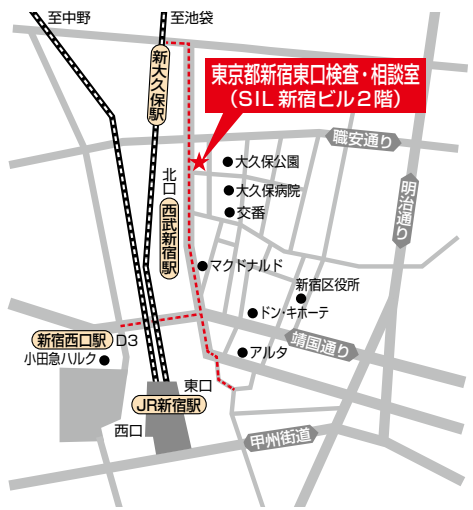 至中野
至池袋
新大久保駅
東京都新宿東口検査・相談室
(SIL 新宿ビル2階)
職安通り
大久保公園
北口
大久保病院
明治通り
西武新宿駅
交番
マクドナルド
新宿区役所
ドン・キホーテ
新宿西口駅 D3
靖国通り
小田急ハルク
アルタ
東口
JR新宿駅
西口
甲州街道